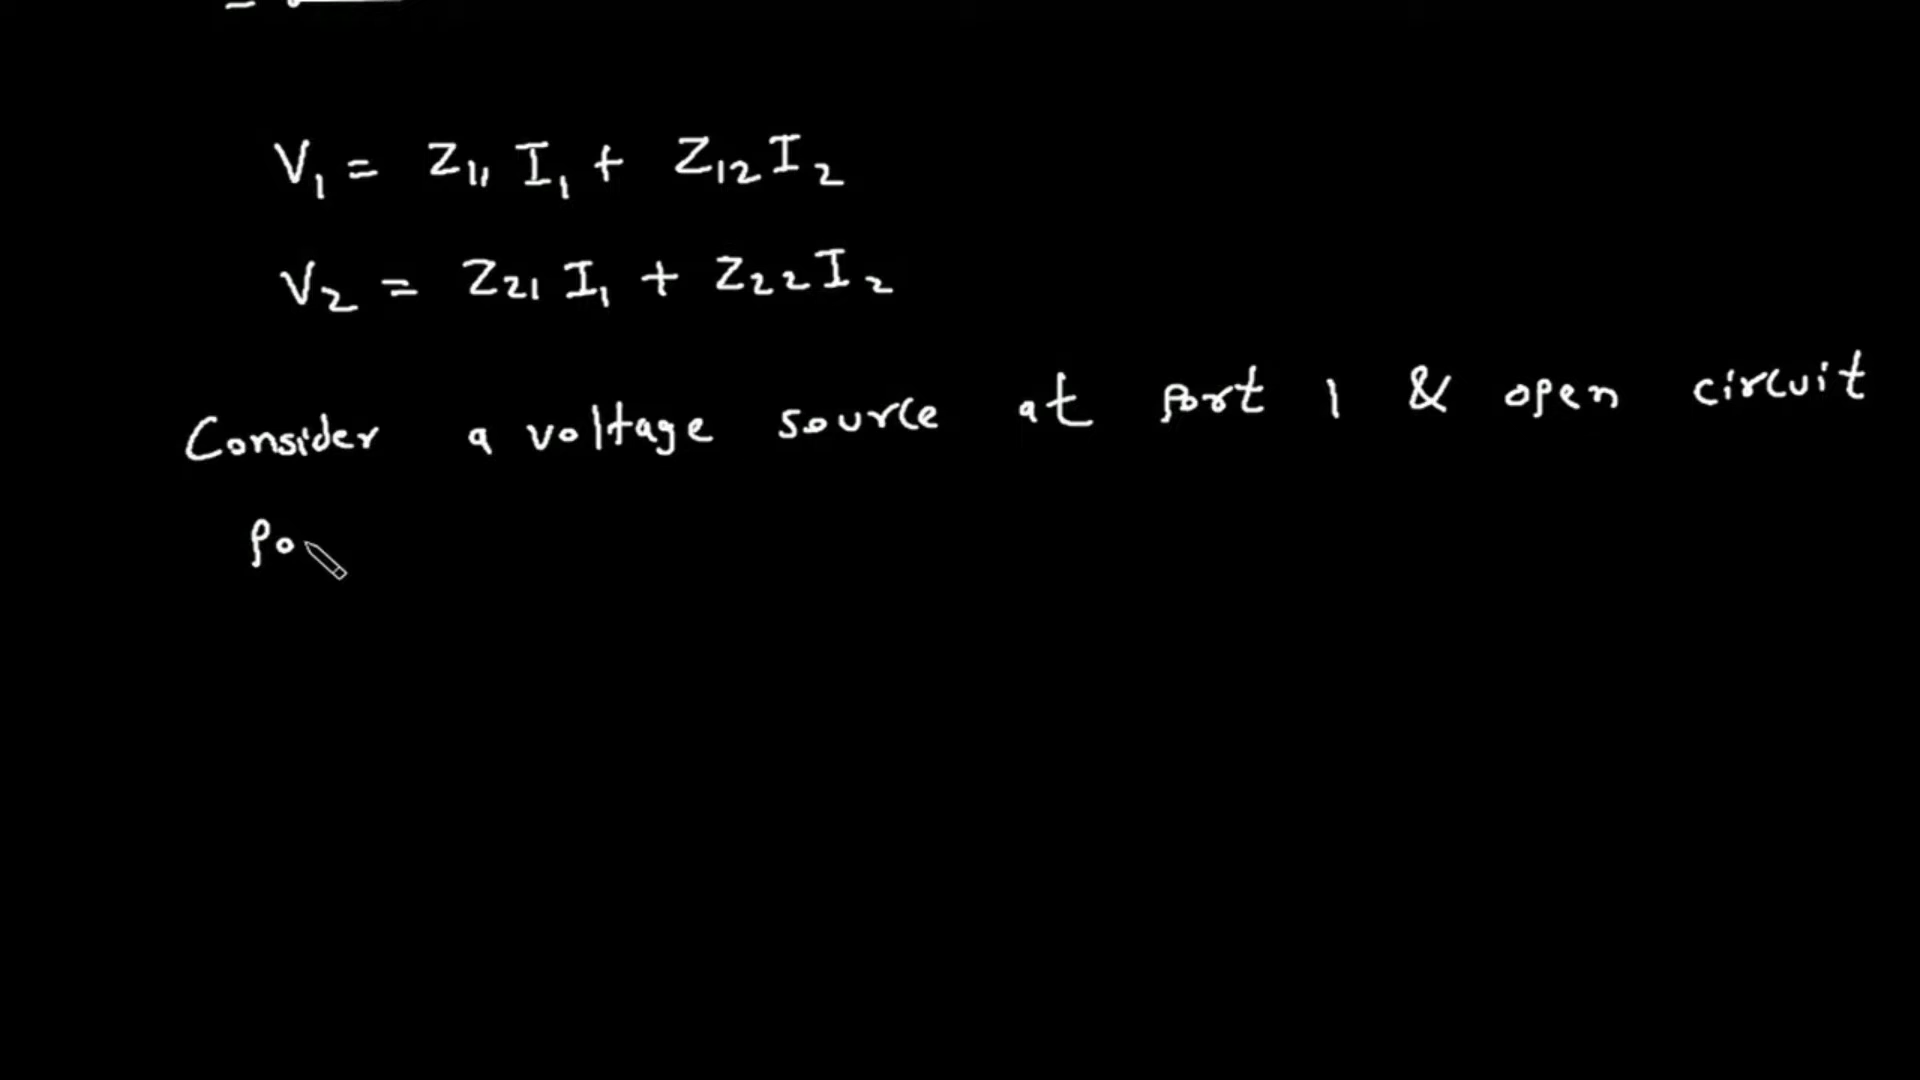 V₁ = Z₁₁ I₁ + Z₁₂ I₂
V₂ = Z₂₁ I₁ + Z₂₂ I₂
Consider a voltage source at port 1 & open circuit
Po